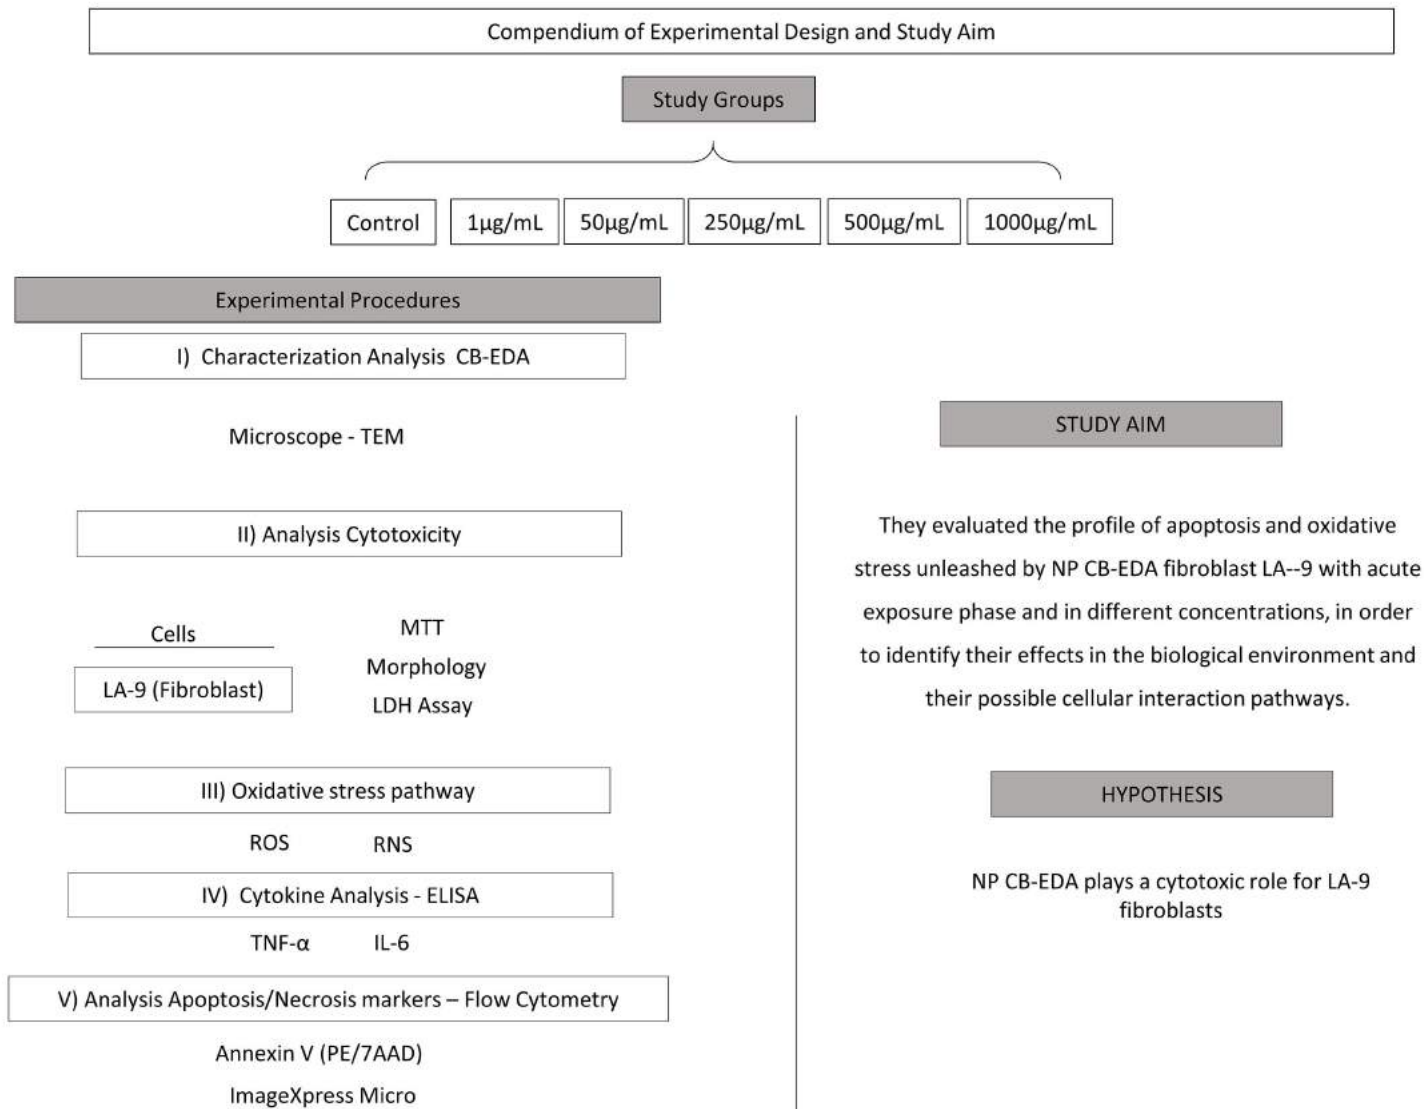 Compendium of Experimental Design and Study Aim
Study Groups
Control 1µg/mL 50µg/mL 250µg/mL 500µg/mL 1000µg/mL
Experimental Procedures
I) Characterization Analysis CB-EDA
Microscope - TEM
II) Analysis Cytotoxicity
Cells
LA-9 (Fibroblast)
MTT
Morphology
LDH Assay
III) Oxidative stress pathway
ROS RNS
IV) Cytokine Analysis - ELISA
TNF-α IL-6
V) Analysis Apoptosis/Necrosis markers – Flow Cytometry
Annexin V (PE/7AAD)
ImageXpress Micro
STUDY AIM
They evaluated the profile of apoptosis and oxidative
stress unleashed by NP CB-EDA fibroblast LA--9 with acute
exposure phase and in different concentrations, in order
to identify their effects in the biological environment and
their possible cellular interaction pathways.
HYPOTHESIS
NP CB-EDA plays a cytotoxic role for LA-9
fibroblasts